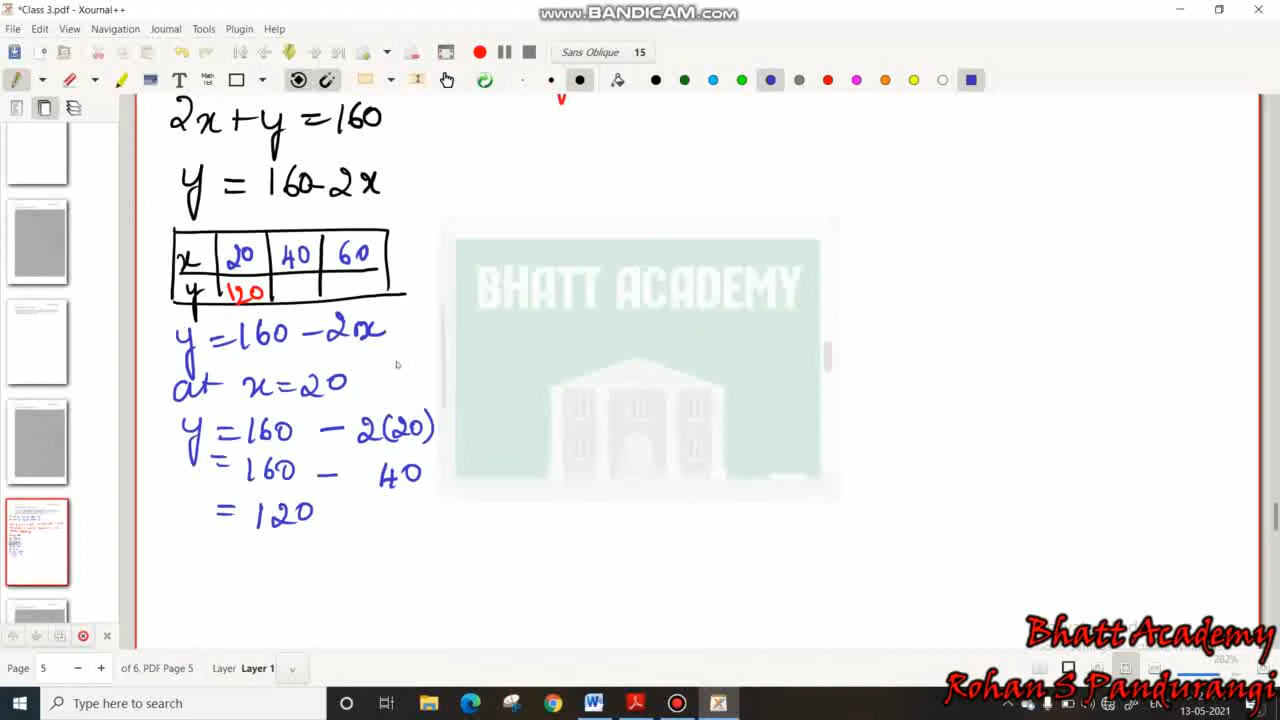 *Class 3.pdf - Xournal++
www.BANDICAM.com
File Edit View Navigation Journal Tools Plugin Help
Sans Oblique 15
2x + y = 160
y = 160 - 2x
x 20 40 60
y 120
y = 160 - 2x
at x = 20
y = 160 - 2(20)
= 160 - 40
= 120
BHATT ACADEMY
Page 5 of 6. PDF Page 5 Layer Layer 1
282%
Bhatt Academy
Rohan S Pandurangi
Type here to search
13-05-2021